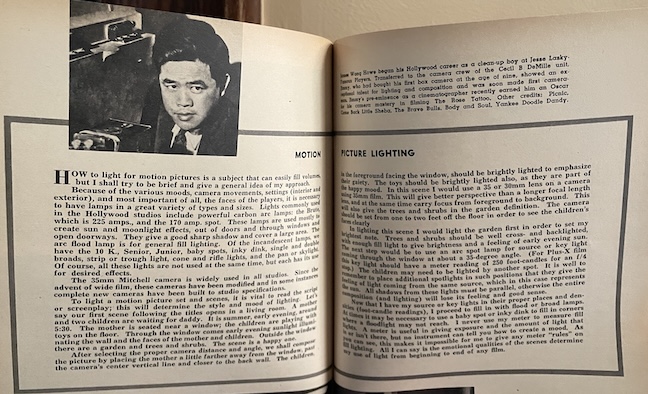 Wong Howe began his Hollywood career as a clean-up boy at Jesse Lasky-
Famous Players. Transferred to the camera crew of the Cecil B DeMille unit,
Jimmy, who had bought his first box camera at the age of nine, showed an ex-
talent for lighting and composition and was soon made first camera-
pre-eminence as a cinematographer recently earned him an Oscar
his camera mastery in filming The Rose Tattoo. Other credits: Picnic,
Come Back Little Sheba, The Brave Bulls, Body and Soul, Yankee Doodle Dandy.
MOTION PICTURE LIGHTING
HOW to light for motion pictures is a subject that can easily fill volumes,
but I shall try to be brief and give a general idea of my approach.
Because of the various moods, camera movements, settings (interior and
exterior), and most important of all, the faces of the players, it is necessary
to have lamps in a great variety of types and sizes. Lights commonly used
in the Hollywood studios include powerful carbon arc lamps: the Brute,
which is 225 amps, and the 170 amp. spot. These lamps are used mostly to
create sun and moonlight effects, out of doors and through windows and
open doorways. They give a good sharp shadow and cover a large area. The
arc flood lamp is for general fill lighting. Of the incandescent lamps, we
have the 10 K., Senior, Junior, baby spots, inky dink, single and double
broads, strip or trough light, cone and rifle lights, and the pan or skylight.
Of course, all these lights are not used at the same time, but each has its use
for desired effects.
The 35mm Mitchell camera is widely used in all studios. Since the
advent of wide film, these cameras have been modified and in some instances
complete new cameras have been built to studio specifications.
To light a motion picture set and scenes, it is vital to read the script
or screenplay; this will determine the style and mood of lighting. Let's
say our first scene following the titles opens in a living room. A mother
and two children are waiting for daddy. It is summer, early evening, around
5:30. The mother is seated near a window; the children are playing with
toys on the floor. Through the window comes early evening sunlight illumi-
nating the wall and the faces of the mother and children. Outside the window
there are a garden and trees and shrubs. The scene is a happy one.
After selecting the proper camera distance and angle, we shall compose
the picture by placing the mother a little farther away from the window, past
the camera's center vertical line and closer to the back wall. The children,
in the foreground facing the window, should be brightly lighted to emphasize
their gaiety. The toys should be brightly lighted also, as they are part of
the happy mood. In this scene I would use a 35 or 30mm lens on a camera
using 35mm film. This will give better perspective than a longer focal length
and at the same time carry focus from foreground to background. This
will also give the trees and shrubs in the garden definition. The camera
should be set from one to two feet off the floor in order to see the children's
faces clearly.
In lighting this scene I would light the garden first in order to set my
light note. Trees and shrubs should be well cross- and backlighted,
with enough fill light to give brightness and a feeling of early evening sun.
The next step would be to use an arc spot lamp for source or key light
coming through the window at about a 35-degree angle. (For Plus-X film
this key light should have a meter reading of 250 foot-candles for an f/4
stop.) The children may need to be lighted by another spot. It is well to
remember to place additional spotlights in such positions that they give the
feeling of light coming from the same source, which in this case represents
the sun. All shadows from these lights must be parallel, otherwise the entire
composition (and lighting) will lose its feeling and good sense.
Now that I have my source or key lights in their proper places and den-
sities (foot-candle readings), I proceed to fill in with flood or broad lamps.
At times it may be necessary to use a baby spot or inky dink to fill in corners
where a floodlight may not reach. I never use my meter to measure fill
lights. A meter is useful in giving exposure and the amount of light that
is or isn't there, but no instrument can tell you how to create a mood. As
you can see, this makes it impossible for me to give any meter "rules" on
fill lighting. All I can say is the emotional qualities of the scenes determine
my use of light from beginning to end of any film.